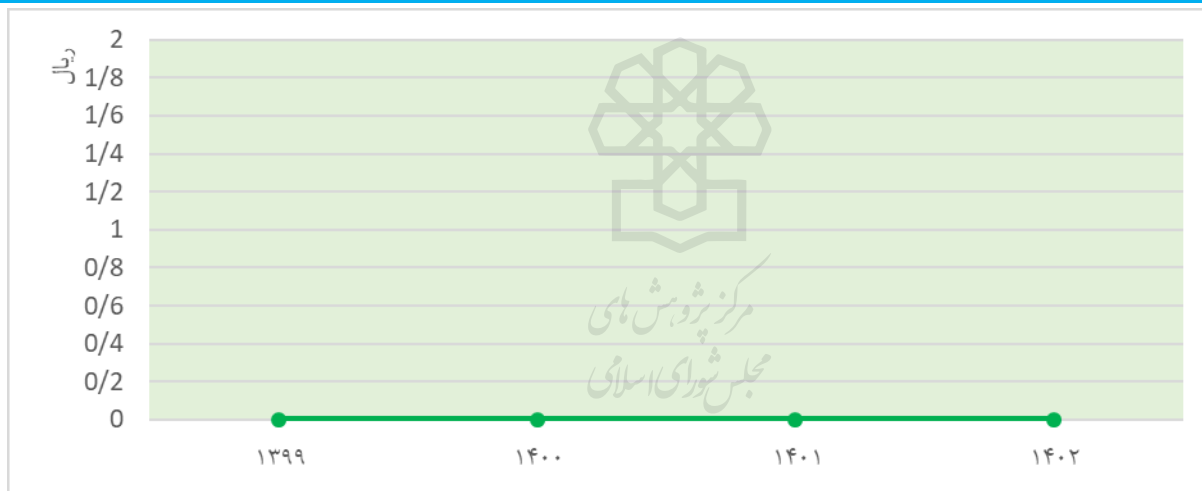 ریال
2
1/8
1/6
1/4
1/2
1
0/8
0/6
0/4
0/2
0
۱۳۹۹ ۱۴۰۰ ۱۴۰۱ ۱۴۰۲
مرکز پژوهش های
مجلس شورای اسلامی